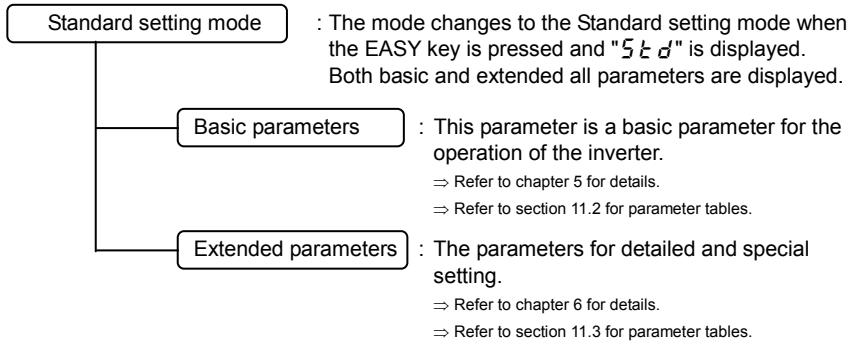 Standard setting mode : The mode changes to the Standard setting mode when
the EASY key is pressed and "Std" is displayed.
Both basic and extended all parameters are displayed.
Basic parameters : This parameter is a basic parameter for the
operation of the inverter.
⇒ Refer to chapter 5 for details.
⇒ Refer to section 11.2 for parameter tables.
Extended parameters : The parameters for detailed and special
setting.
⇒ Refer to chapter 6 for details.
⇒ Refer to section 11.3 for parameter tables.